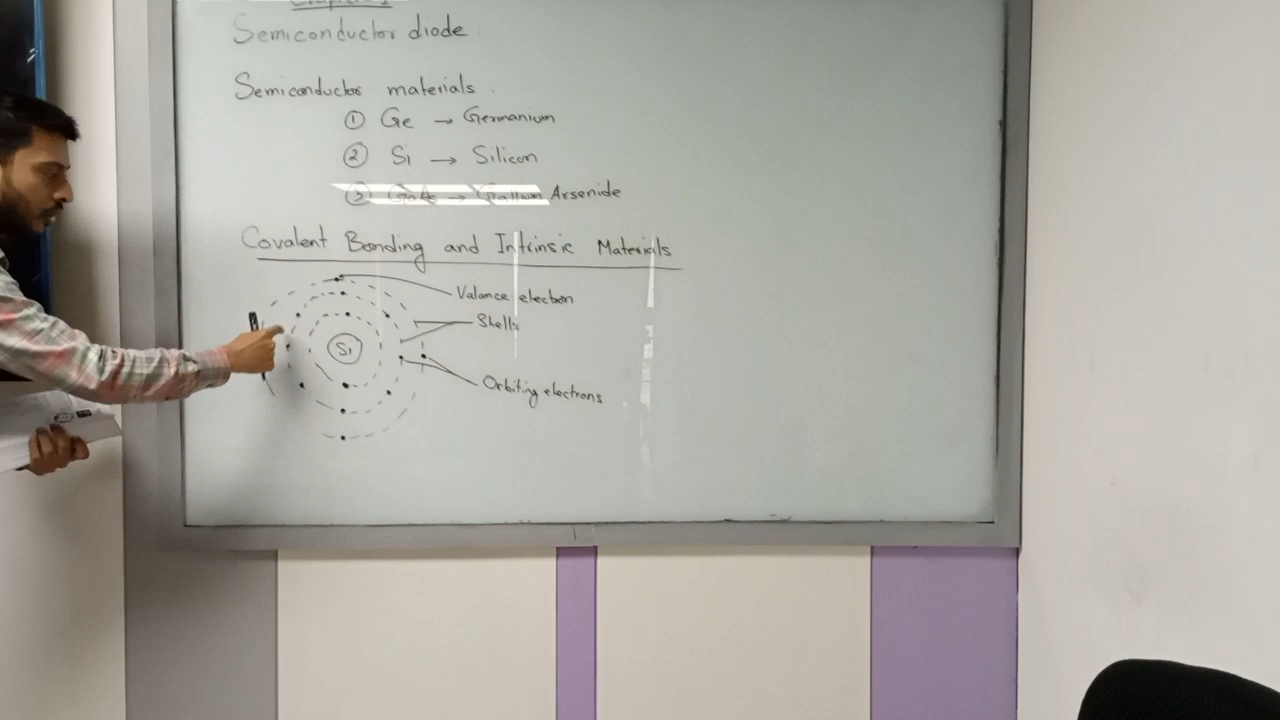 Semiconductor diode :
Semiconductor materials :
① Ge → Germanium
② Si → Silicon
③ GaAs → Gallium Arsenide
Covalent Bonding and Intrinsic Materials
Valance electron
Shells
Si
Orbiting electrons